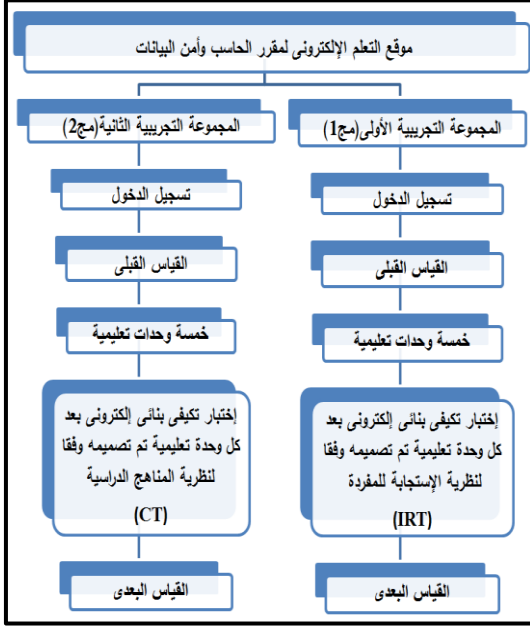 موقع التعلم الإلكترونى لمقرر الحاسب وأمن البيانات
المجموعة التجريبية الأولى(مج1)
تسجيل الدخول
القياس القبلى
خمسة وحدات تعليمية
إختبار تكيفى بنائى إلكترونى بعد
كل وحدة تعليمية تم تصميمه وفقا
لنظرية الإستجابة للمفردة
(IRT)
القياس البعدى
المجموعة التجريبية الثانية(مج2)
تسجيل الدخول
القياس القبلى
خمسة وحدات تعليمية
إختبار تكيفى بنائى إلكترونى بعد
كل وحدة تعليمية تم تصميمه وفقا
لنظرية المناهج الدراسية
(CT)
القياس البعدى